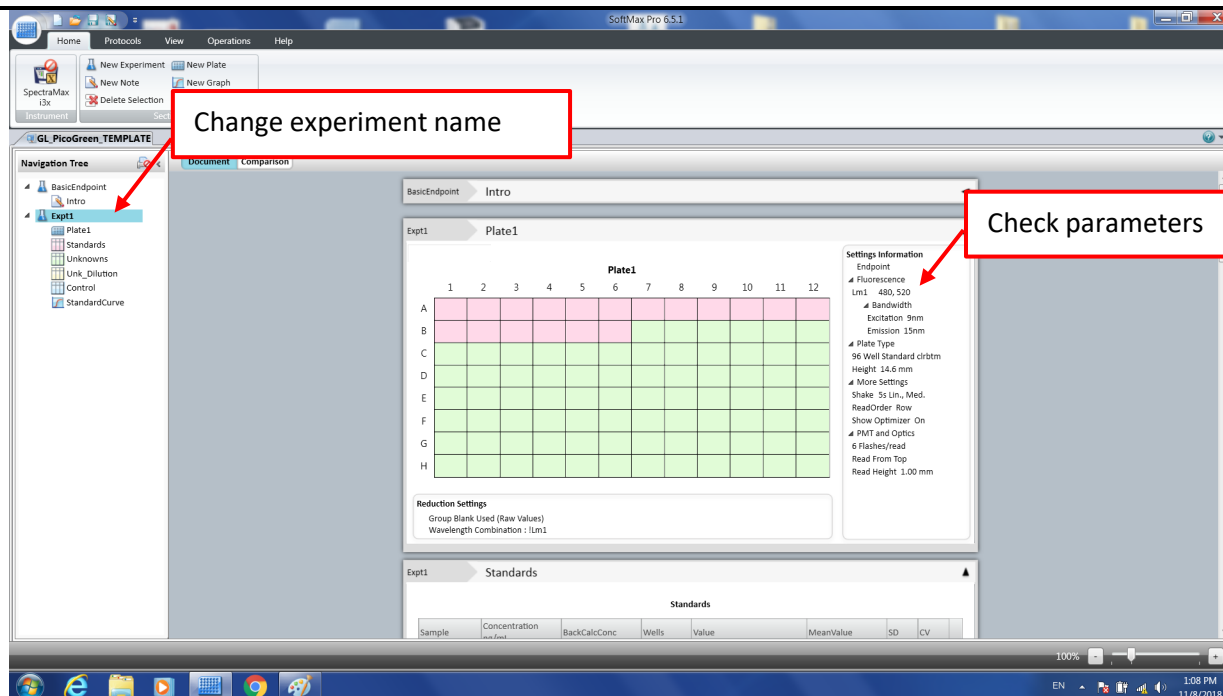 SoftMax Pro 6.5.1
Home Protocols View Operations Help
SpectraMax i3x
New Experiment New Plate
New Note New Graph
Delete Selection
Instrument Sec
Change experiment name
GL_PicoGreen_TEMPLATE
Navigation Tree
Document Comparison
BasicEndpoint
Intro
Expt1
Plate1
Standards
Unknowns
Unk_Dilution
Control
StandardCurve
BasicEndpoint Intro
Check parameters
Expt1 Plate1
Plate1
1 2 3 4 5 6 7 8 9 10 11 12
A
B
C
D
E
F
G
H
Settings Information
Endpoint
Fluorescence
Lm1 480, 520
Bandwidth
Excitation 9nm
Emission 15nm
Plate Type
96 Well Standard clrbtm
Height 14.6 mm
More Settings
Shake 5s Lin., Med.
ReadOrder Row
Show Optimizer On
PMT and Optics
6 Flashes/read
Read From Top
Read Height 1.00 mm
Reduction Settings
Group Blank Used (Raw Values)
Wavelength Combination : !Lm1
Expt1 Standards
Standards
Sample Concentration BackCalcConc Wells Value MeanValue SD CV
100%
EN 1:08 PM